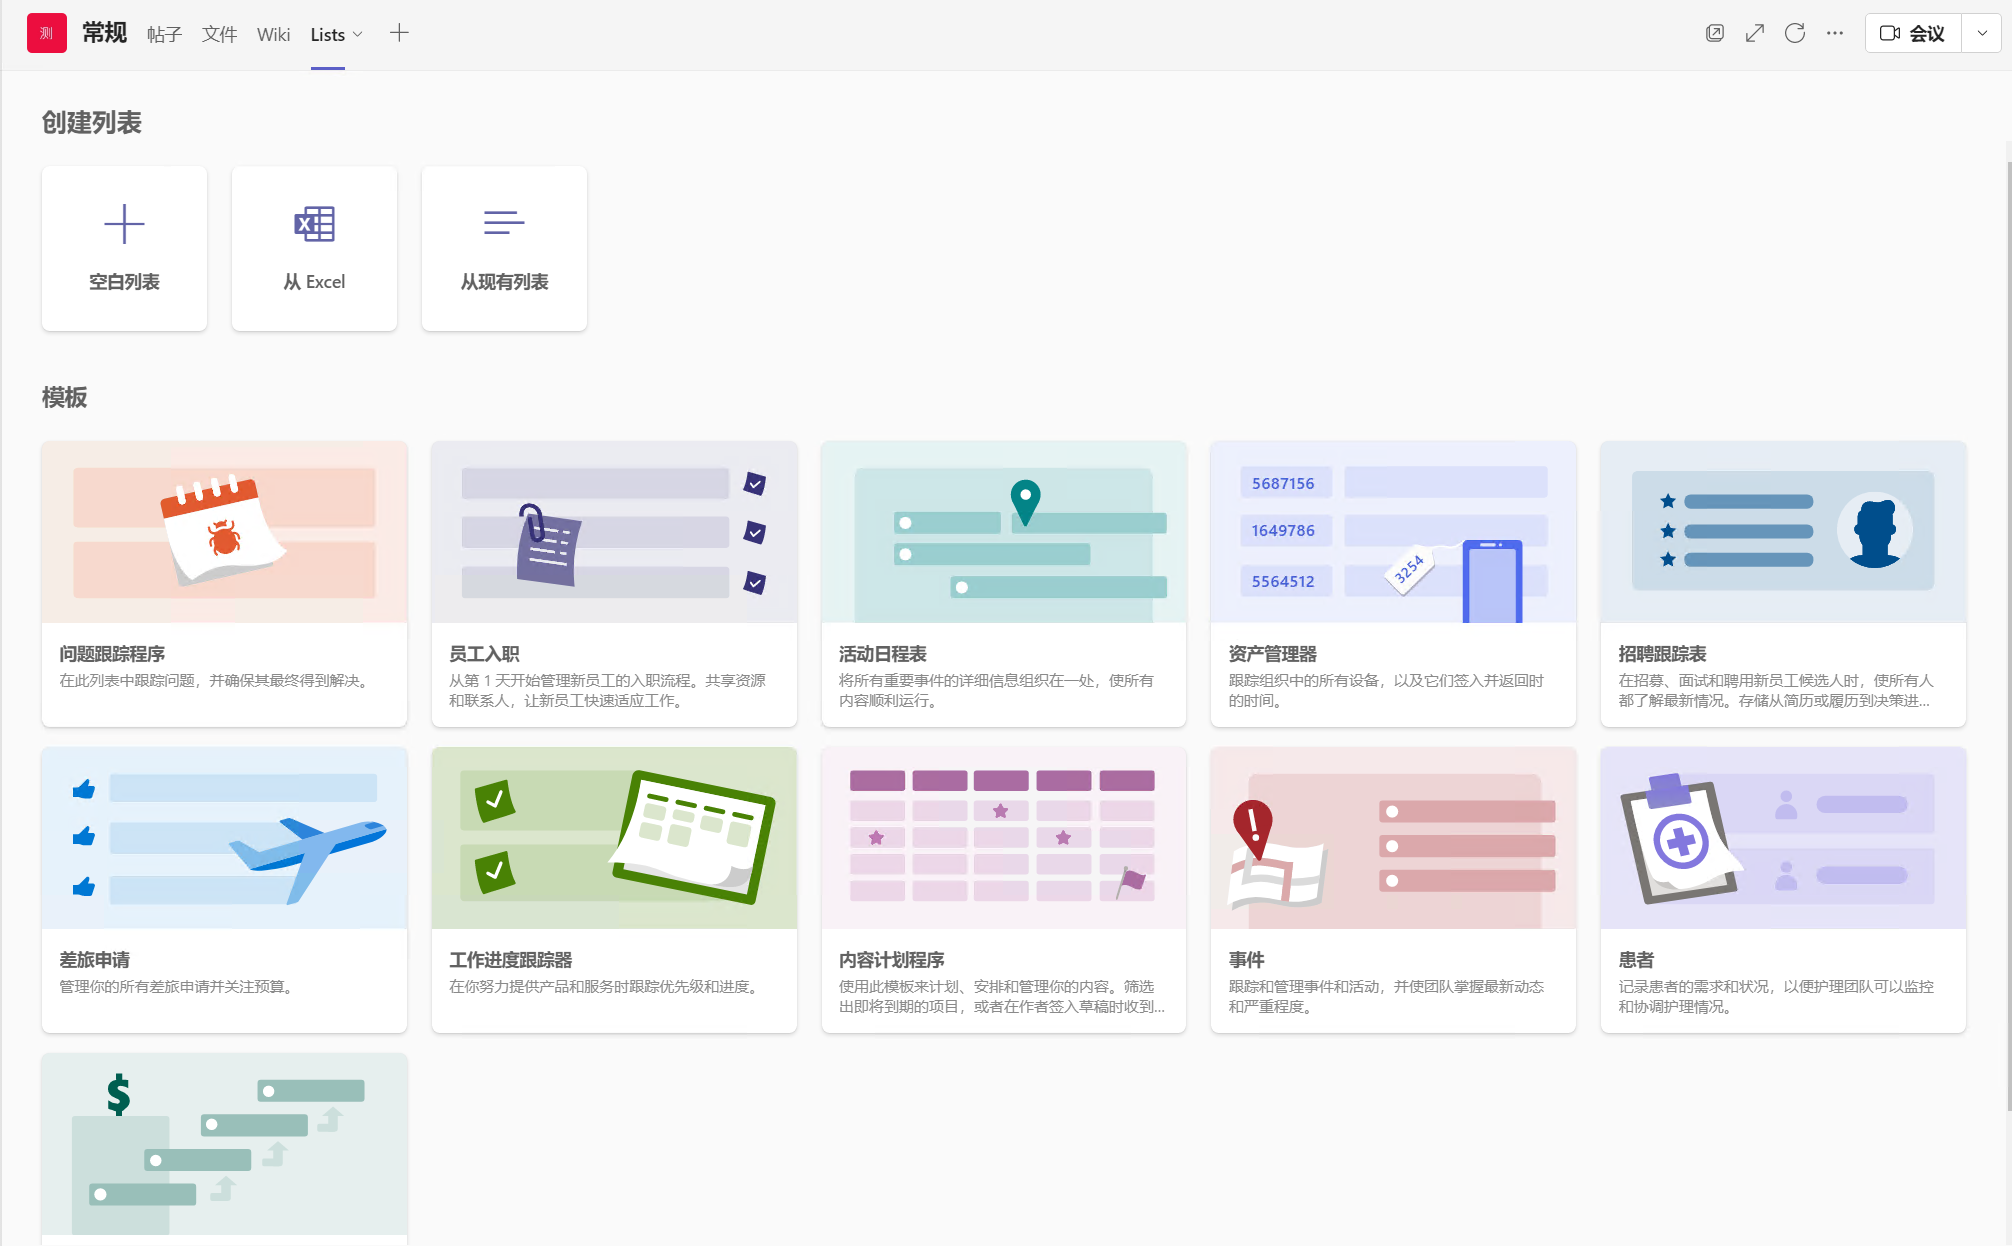 测 常规 帖子 文件 Wiki Lists 会议
创建列表
空白列表 从 Excel 从现有列表
模板
5687156
1649786
5564512
3254
问题跟踪程序
在此列表中跟踪问题，并确保其最终得到解决。
员工入职
从第 1 天开始管理新员工的入职流程。共享资源
和联系人，让新员工快速适应工作。
活动日程表
将所有重要事件的详细信息组织在一处，使所有
内容顺利运行。
资产管理器
跟踪组织中的所有设备，以及它们签入并返回时
的时间。
招聘跟踪表
在招募、面试和聘用新员工候选人时，使所有人
都了解最新情况。存储从简历或履历到决策进...
差旅申请
管理你的所有差旅申请并关注预算。
工作进度跟踪器
在你努力提供产品和服务时跟踪优先级和进度。
内容计划程序
使用此模板来计划、安排和管理你的内容。筛选
出即将到期的项目，或者在作者签入草稿时收到...
事件
跟踪和管理事件和活动，并使团队掌握最新动态
和严重程度。
患者
记录患者的需求和状况，以便护理团队可以监控
和协调护理情况。
$